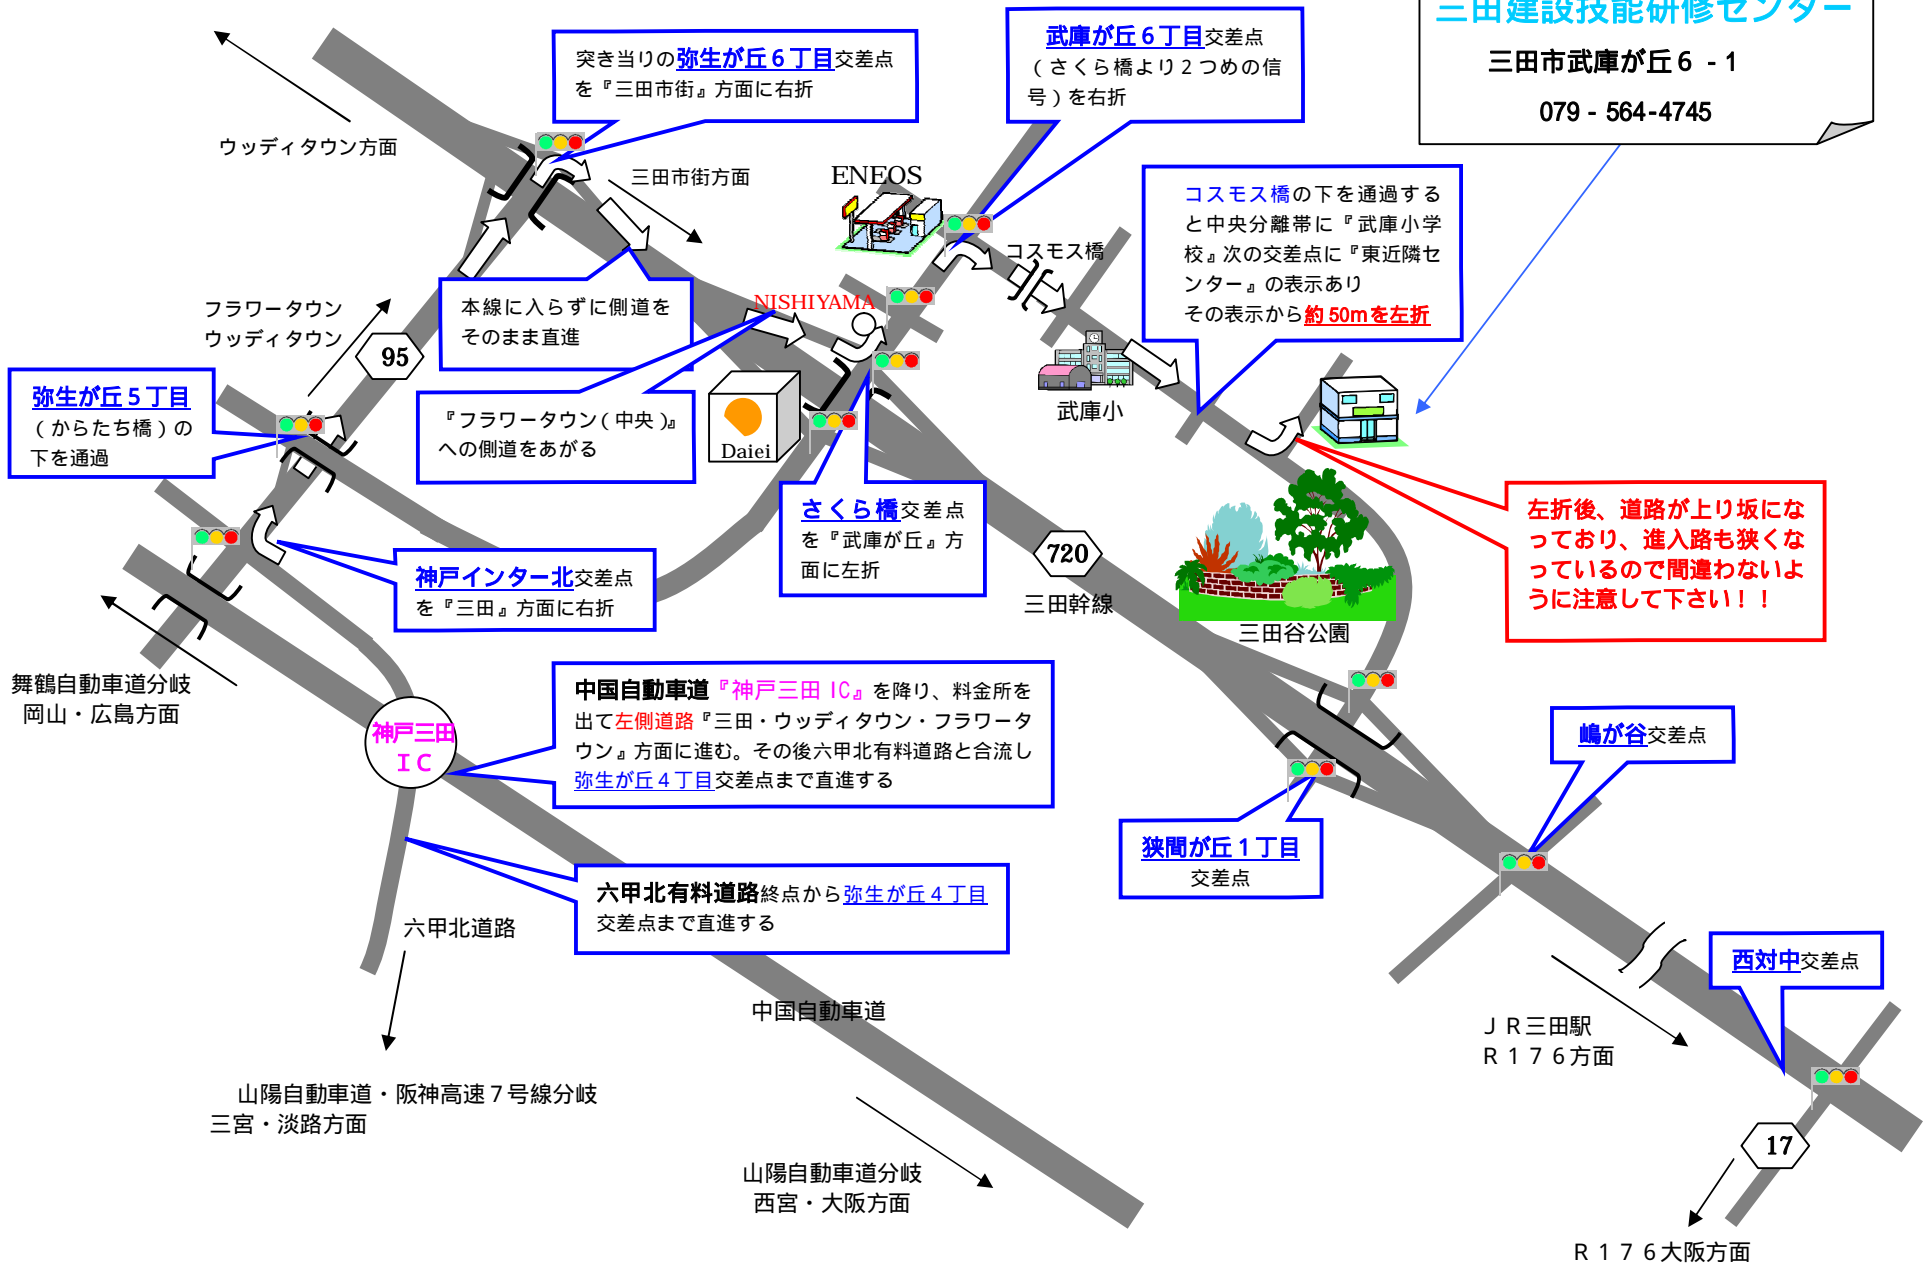 三田建設技能研修センター
三田市武庫が丘６-１
079 - 564-4745
突き当りの弥生が丘６丁目交差点
を『三田市街』方面に右折
武庫が丘６丁目交差点
（さくら橋より２つめの信
号）を右折
ウッディタウン方面
三田市街方面
ENEOS
コスモス橋
コスモス橋の下を通過する
と中央分離帯に『武庫小学
校』次の交差点に『東近隣セ
ンター』の表示あり
その表示から約50mを左折
フラワータウン
ウッディタウン
95
本線に入らずに側道を
そのまま直進
NISHIYAMA
弥生が丘５丁目
（からたち橋）の
下を通過
『フラワータウン（中央）』
への側道をあがる
Daiei
武庫小
さくら橋交差点
を『武庫が丘』方
面に左折
左折後、道路が上り坂にな
っており、進入路も狭くな
っているので間違わないよ
うに注意して下さい！！
神戸インター北交差点
を『三田』方面に右折
720
三田幹線
三田谷公園
舞鶴自動車道分岐
岡山・広島方面
神戸三田
ＩＣ
中国自動車道『神戸三田IC』を降り、料金所を
出て左側道路『三田・ウッディタウン・フラワータ
ウン』方面に進む。その後六甲北有料道路と合流し
弥生が丘４丁目交差点まで直進する
嶋が谷交差点
狭間が丘１丁目
交差点
六甲北有料道路終点から弥生が丘４丁目
交差点まで直進する
六甲北道路
西対中交差点
中国自動車道
ＪＲ三田駅
Ｒ１７６方面
山陽自動車道・阪神高速７号線分岐
三宮・淡路方面
17
山陽自動車道分岐
西宮・大阪方面
Ｒ１７６大阪方面